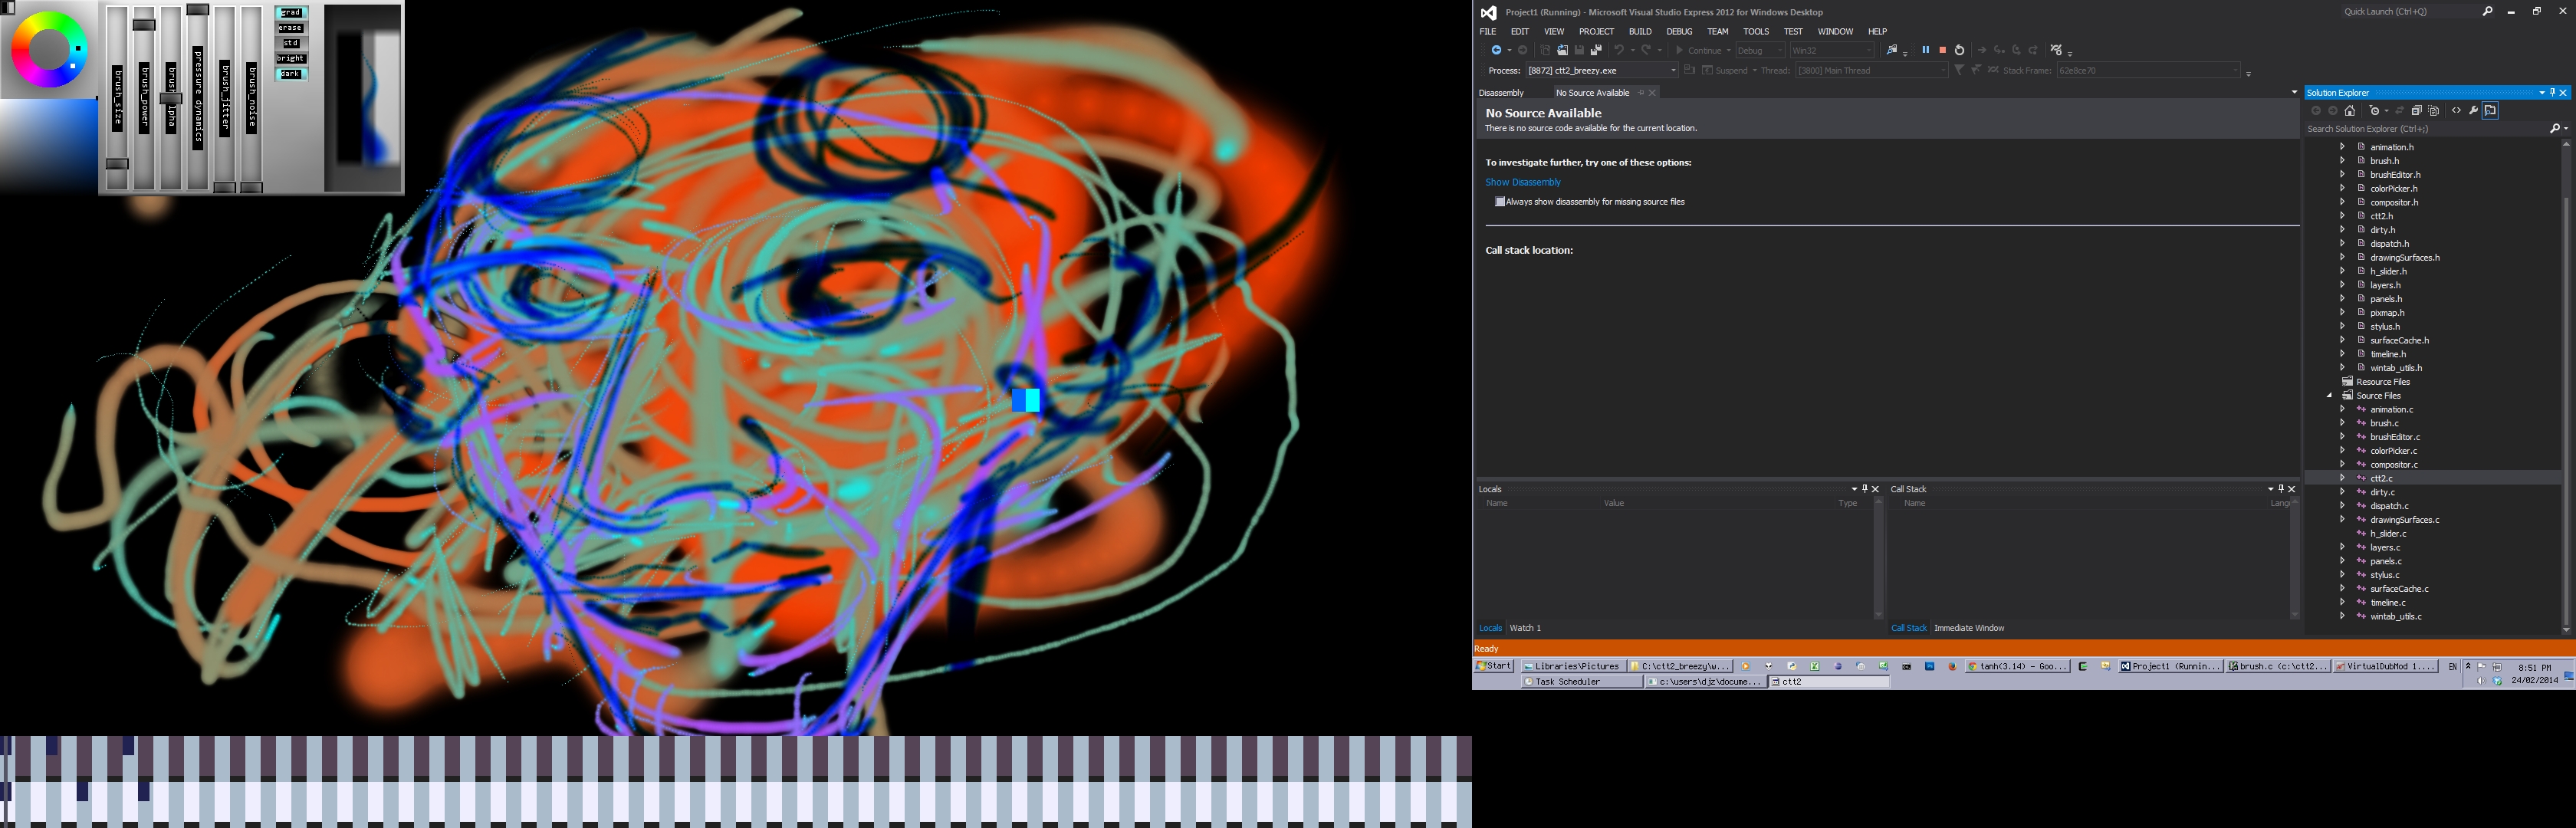 brush_size
brush_power
pressure dynamics
brush_jitter
brush_noise
grad
erase
std
bright
dark
Project1 (Running) - Microsoft Visual Studio Express 2012 for Windows Desktop
Quick Launch (Ctrl+Q)
FILE EDIT VIEW PROJECT BUILD DEBUG TEAM TOOLS TEST WINDOW HELP
Continue Debug Win32
Process: [8872] ctt2_breezy.exe Suspend Thread: [3800] Main Thread Stack Frame: 62e8ce70
Disassembly No Source Available
No Source Available
There is no source code available for the current location.
To investigate further, try one of these options:
Show Disassembly
Always show disassembly for missing source files
Call stack location:
Solution Explorer
Search Solution Explorer (Ctrl+;)
animation.h
brush.h
brushEditor.h
colorPicker.h
compositor.h
ctt2.h
dirty.h
dispatch.h
drawingSurfaces.h
h_slider.h
layers.h
panels.h
pixmap.h
stylus.h
surfaceCache.h
timeline.h
wintab_utils.h
Resource Files
Source Files
animation.c
brush.c
brushEditor.c
colorPicker.c
compositor.c
ctt2.c
dirty.c
dispatch.c
drawingSurfaces.c
h_slider.c
layers.c
panels.c
stylus.c
surfaceCache.c
timeline.c
wintab_utils.c
Locals
Name Value Type
Locals Watch 1
Call Stack
Name Lang
Call Stack Immediate Window
Ready
Start Libraries\Pictures C:\ctt2_breezy\w... tanh(3.14) - Goo... Project1 (Runnin... brush.c (c:\ctt2... VirtualDubMod 1.... EN 8:51 PM
Task Scheduler c:\users\djz\docume... ctt2 24/02/2014